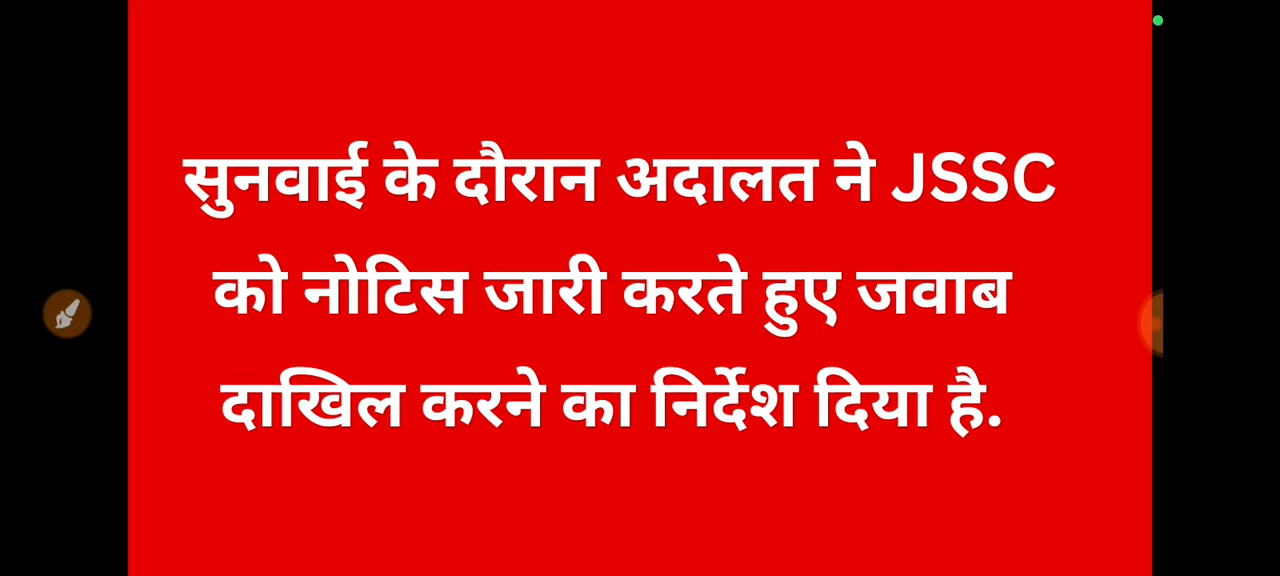 सुनवाई के दौरान अदालत ने JSSC
को नोटिस जारी करते हुए जवाब
दाखिल करने का निर्देश दिया है.